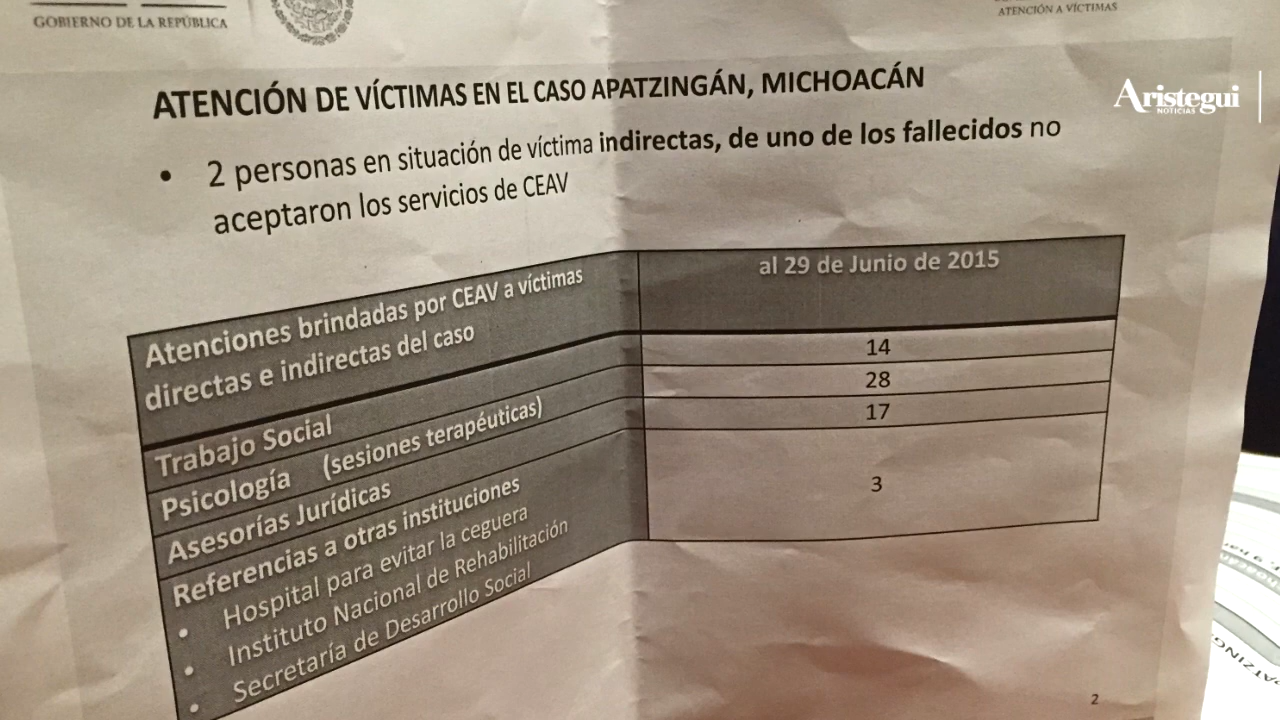 GOBIERNO DE LA REPÚBLICA
ATENCIÓN A VÍCTIMAS
Aristegui
NOTICIAS
ATENCIÓN DE VÍCTIMAS EN EL CASO APATZINGÁN, MICHOACÁN
• 2 personas en situación de víctima indirectas, de uno de los fallecidos no
aceptaron los servicios de CEAV
Atenciones brindadas por CEAV a víctimas
directas e indirectas del caso
al 29 de Junio de 2015
Trabajo Social
14
Psicología (sesiones terapéuticas)
28
Asesorías Jurídicas
17
Referencias a otras instituciones
3
• Hospital para evitar la ceguera
• Instituto Nacional de Rehabilitación
• Secretaría de Desarrollo Social
2